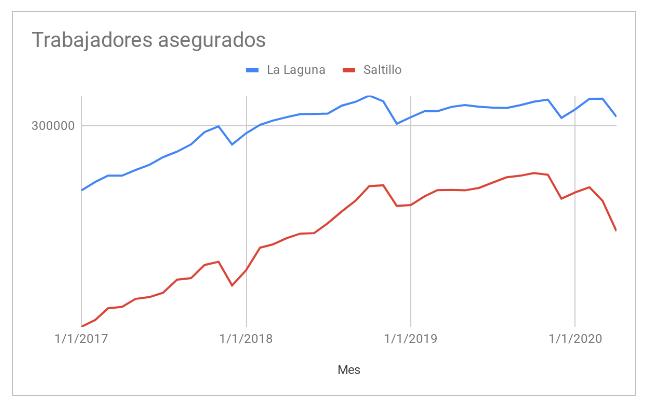 Trabajadores asegurados
La Laguna Saltillo
300000
1/1/2017 1/1/2018 1/1/2019 1/1/2020
Mes